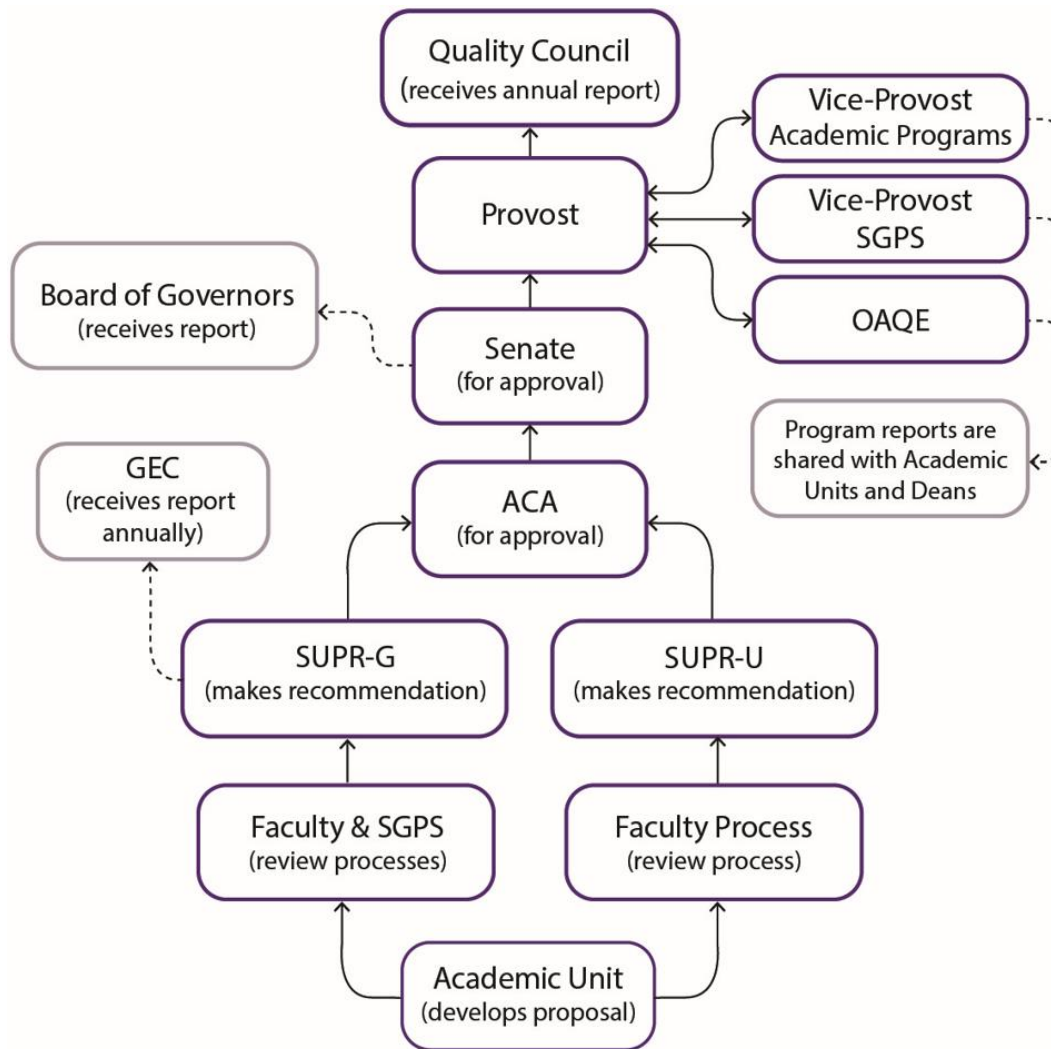 Quality Council
(receives annual report)
Vice-Provost
Academic Programs
Provost
Vice-Provost
SGPS
Board of Governors
(receives report)
OAQE
Senate
(for approval)
Program reports are
shared with Academic
Units and Deans
GEC
(receives report
annually)
ACA
(for approval)
SUPR-G
(makes recommendation)
SUPR-U
(makes recommendation)
Faculty & SGPS
(review processes)
Faculty Process
(review process)
Academic Unit
(develops proposal)